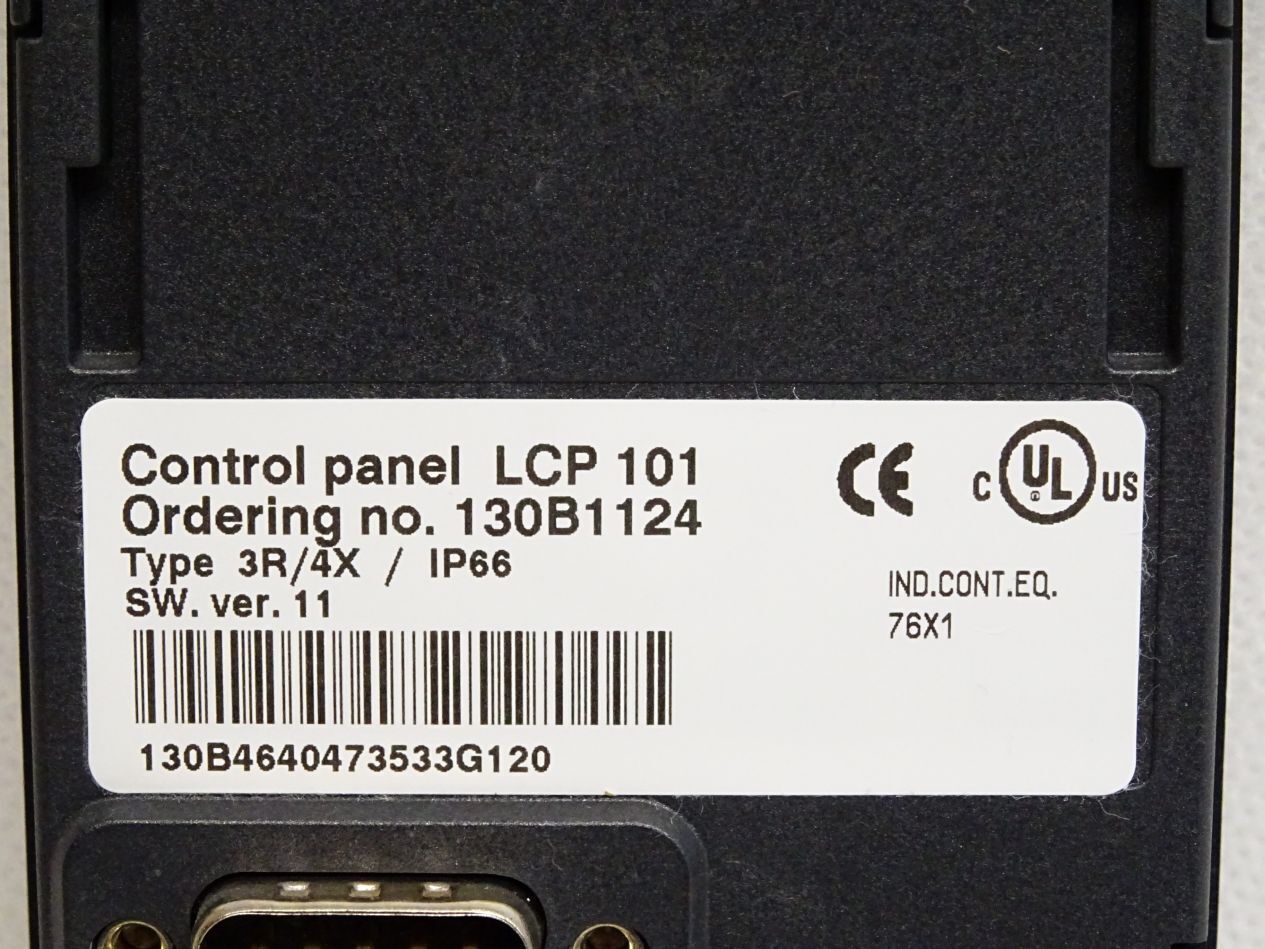 Control panel LCP 101
Ordering no. 130B1124
Type 3R/4X / IP66
SW. ver. 11
130B4640473533G120
CE
C UL US
IND.CONT.EQ.
76X1